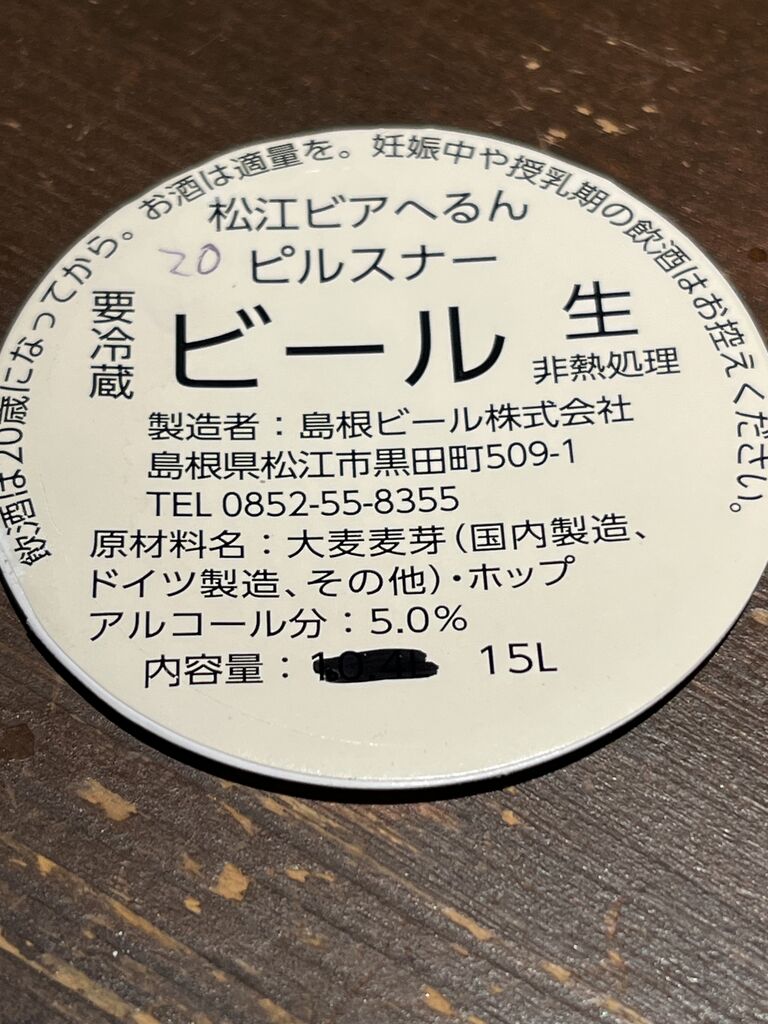 飲酒は20歳になってから。お酒は適量を。妊娠中や授乳期の飲酒はお控えください。
松江ビアへるん
20 ピルスナー
要冷蔵
ビール 生
非熱処理
製造者：島根ビール株式会社
島根県松江市黒田町509-1
TEL 0852-55-8355
原材料名：大麦麦芽（国内製造、
ドイツ製造、その他）・ホップ
アルコール分：5.0%
内容量： 15L